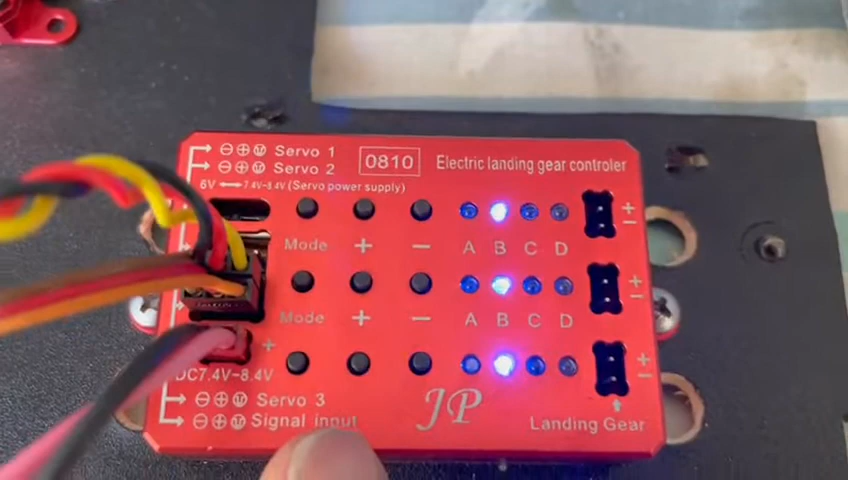 Servo 1
Servo 2
0810
Electric landing gear controler
6V 7.4V-8.4V(Servo power supply)
Mode + − A B C D + −
Mode + − A B C D + −
+ + −
DC7.4V-8.4V
Servo 3
Signal input
JP
Landing Gear